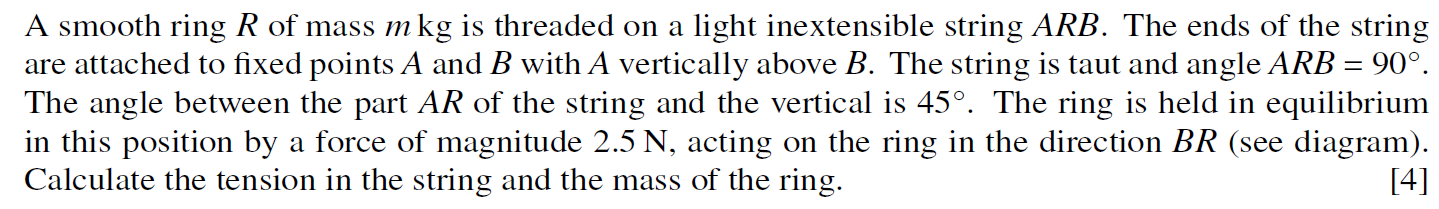 A smooth ring R of mass m kg is threaded on a light inextensible string ARB. The ends of the string
are attached to fixed points A and B with A vertically above B. The string is taut and angle ARB = 90°.
The angle between the part AR of the string and the vertical is 45°. The ring is held in equilibrium
in this position by a force of magnitude 2.5 N, acting on the ring in the direction BR (see diagram).
Calculate the tension in the string and the mass of the ring. [4]